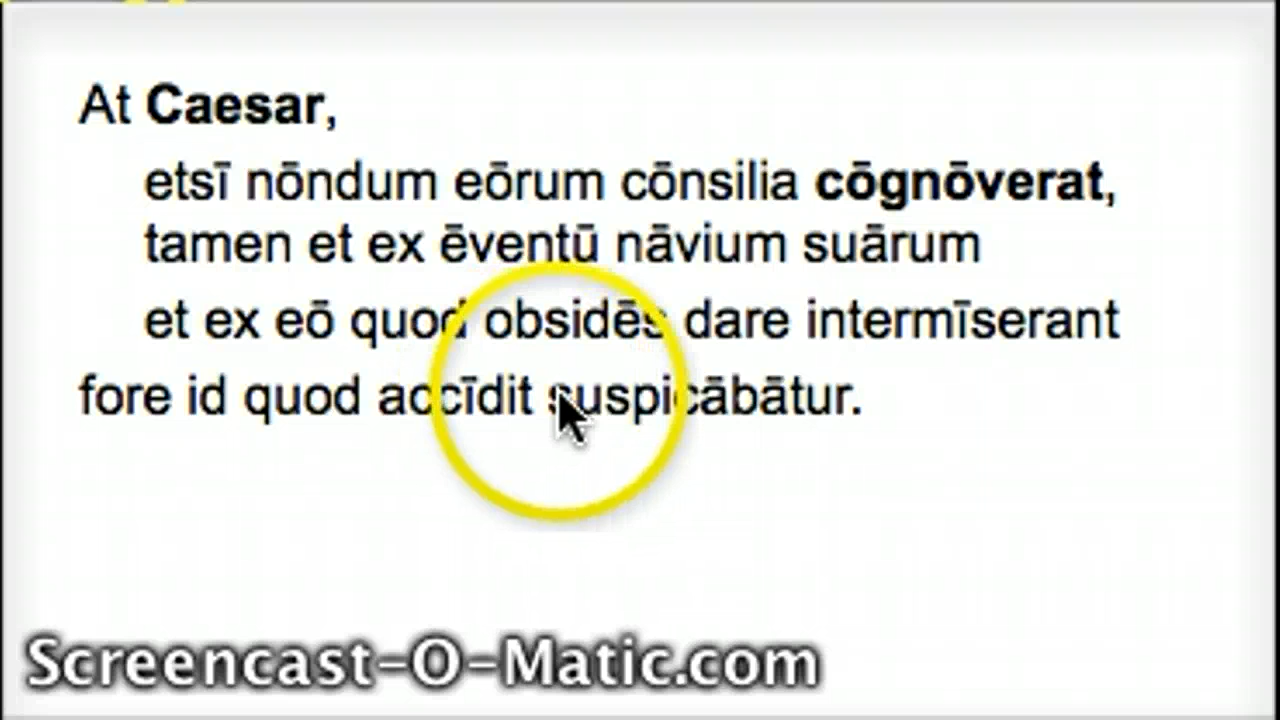 At Caesar,
etsī nōndum eōrum cōnsilia cōgnōverat,
tamen et ex ēventū nāvium suārum
et ex eō quod obsidēs dare intermīserant
fore id quod accīdit suspicābātur.
Screencast-O-Matic.com